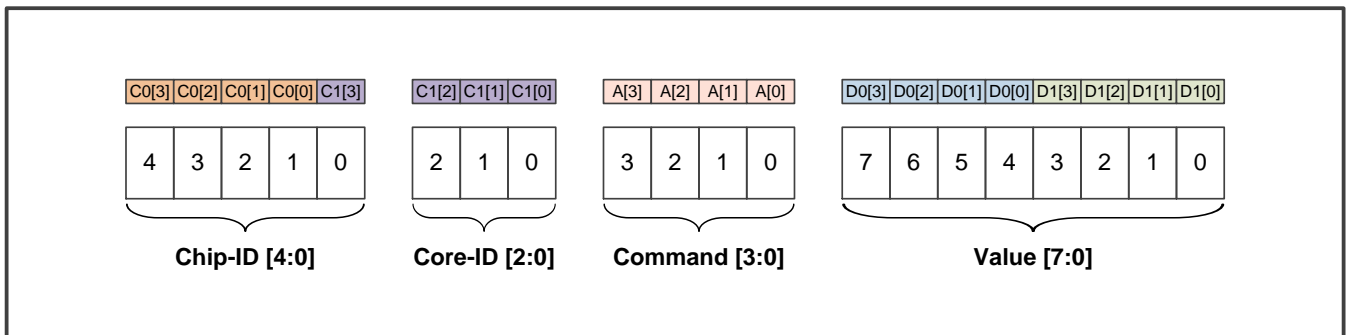 C0[3] C0[2] C0[1] C0[0] C1[3] C1[2] C1[1] C1[0] A[3] A[2] A[1] A[0] D0[3] D0[2] D0[1] D0[0] D1[3] D1[2] D1[1] D1[0]
4 3 2 1 0 2 1 0 3 2 1 0 7 6 5 4 3 2 1 0
Chip-ID [4:0] Core-ID [2:0] Command [3:0] Value [7:0]